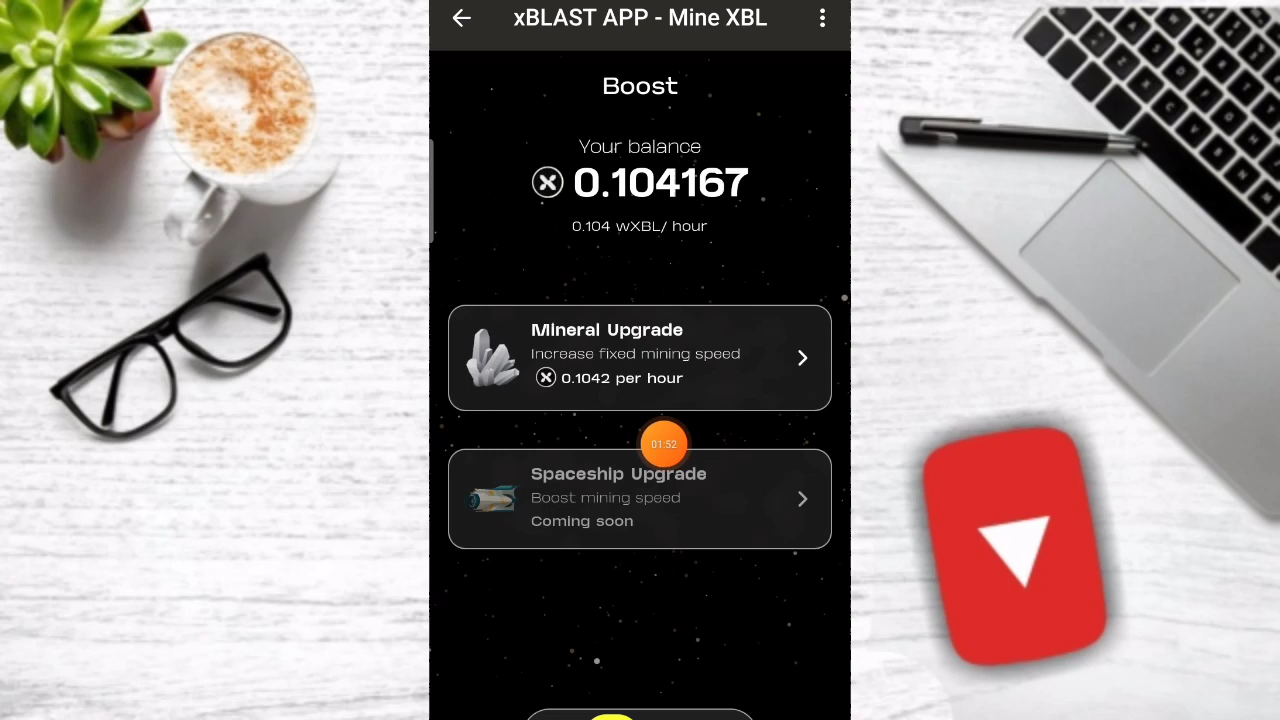 xBLAST APP - Mine XBL
Boost
Your balance
0.104167
0.104 wXBL/ hour
Mineral Upgrade
Increase fixed mining speed
0.1042 per hour
01:52
Spaceship Upgrade
Boost mining speed
Coming soon